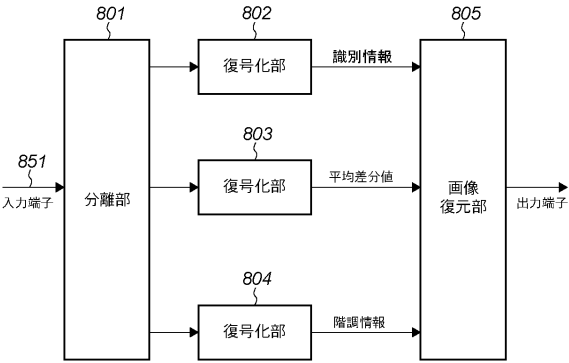 801
802
805
復号化部
識別情報
851
入力端子
分離部
803
復号化部
平均差分値
画像
復元部
出力端子
804
復号化部
階調情報